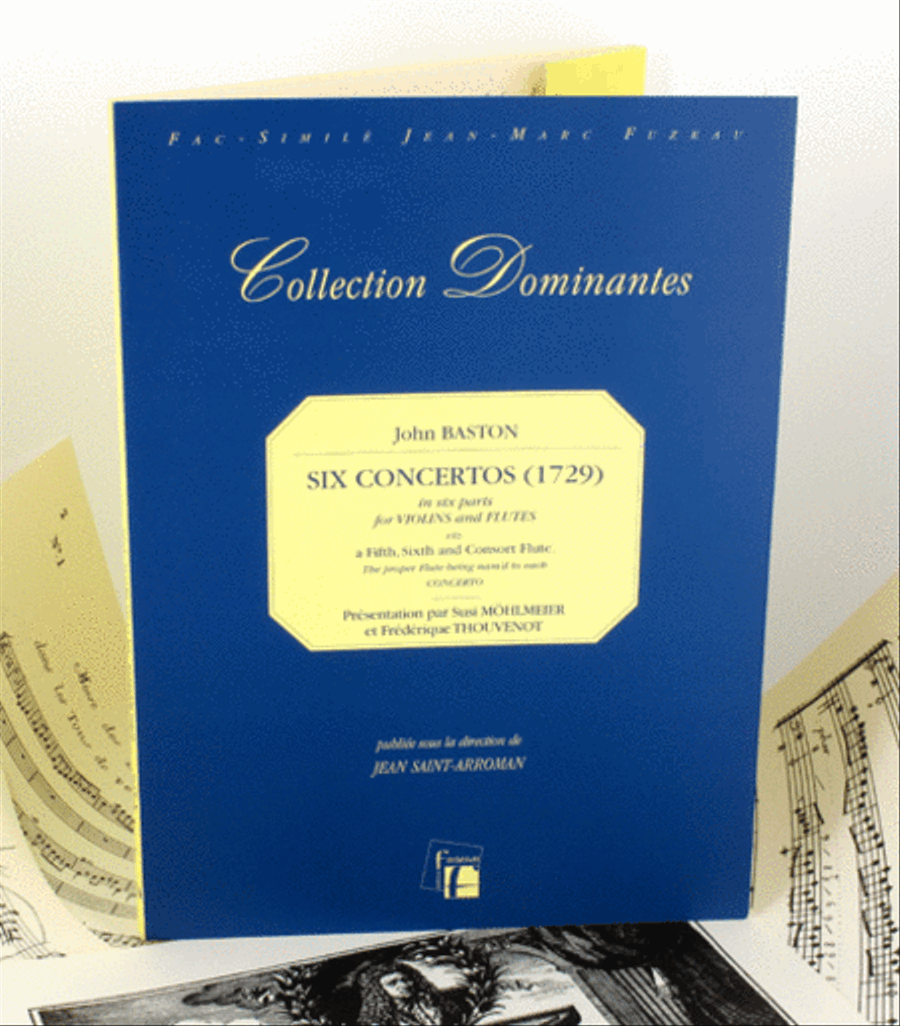 FAC-SIMILÉ JEAN-MARC FUZEAU
Collection Dominantes
John BASTON
SIX CONCERTOS (1729)
in six parts
for VIOLINS and FLUTES
viz
a Fifth, Sixth and Consort Flute.
The proper Flute being nam'd to each
CONCERTO
Présentation par Susi MÖHLMEIER
et Frédérique THOUVENOT
publiée sous la direction de
JEAN SAINT-ARROMAN